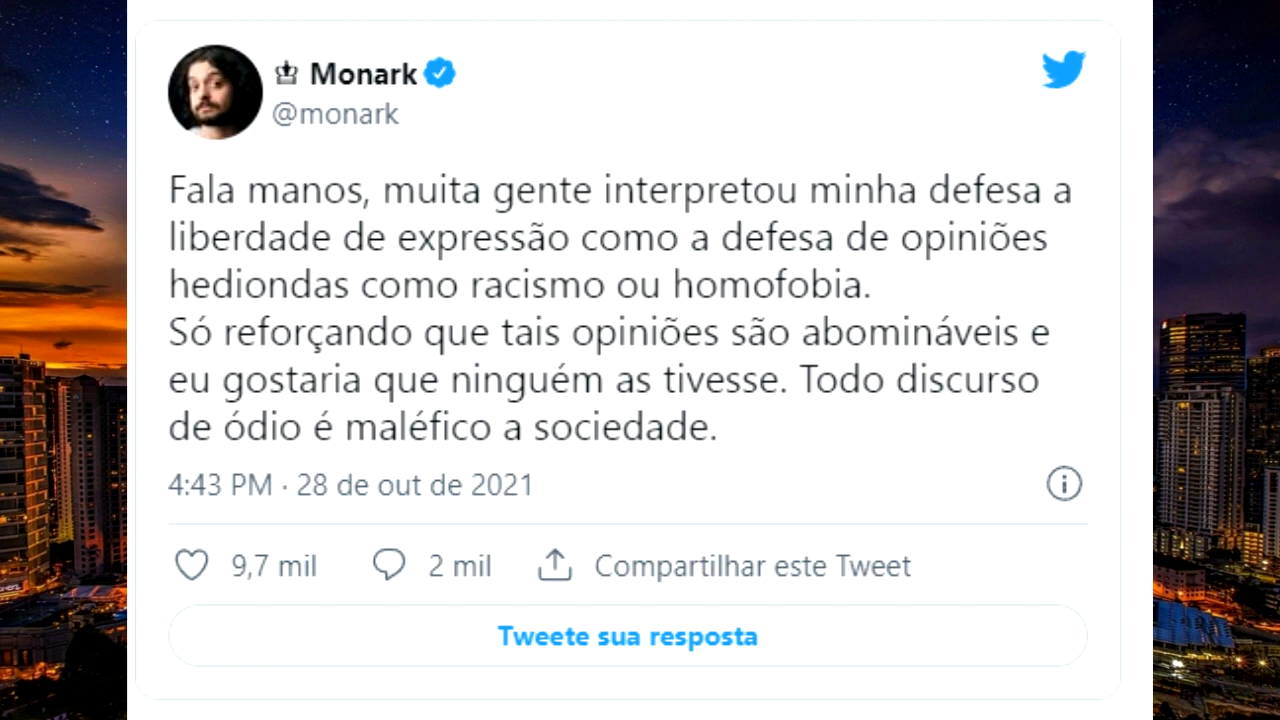 Monark
@monark
Fala manos, muita gente interpretou minha defesa a
liberdade de expressão como a defesa de opiniões
hediondas como racismo ou homofobia.
Só reforçando que tais opiniões são abomináveis e
eu gostaria que ninguém as tivesse. Todo discurso
de ódio é maléfico a sociedade.
4:43 PM · 28 de out de 2021
9,7 mil 2 mil Compartilhar este Tweet
Tweete sua resposta